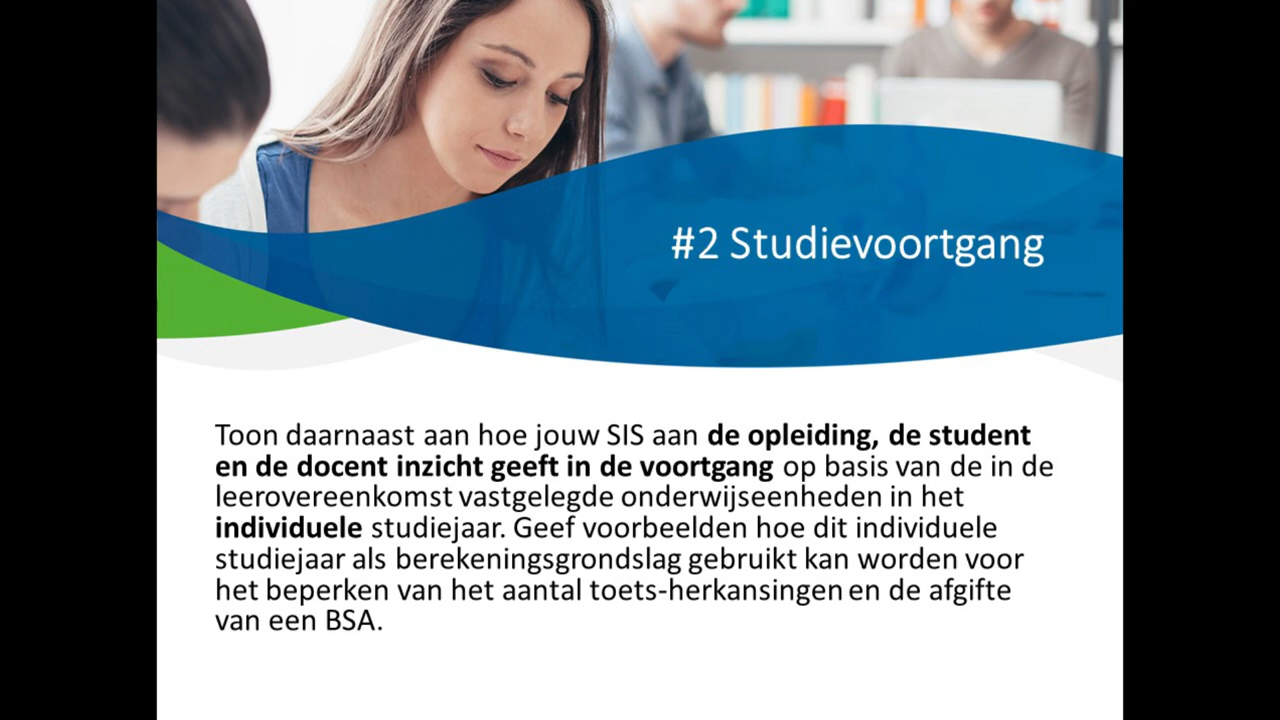 #2 Studievoortgang
Toon daarnaast aan hoe jouw SIS aan de opleiding, de student
en de docent inzicht geeft in de voortgang op basis van de in de
leerovereenkomst vastgelegde onderwijseenheden in het
individuele studiejaar. Geef voorbeelden hoe dit individuele
studiejaar als berekeningsgrondslag gebruikt kan worden voor
het beperken van het aantal toets-herkansingen en de afgifte
van een BSA.